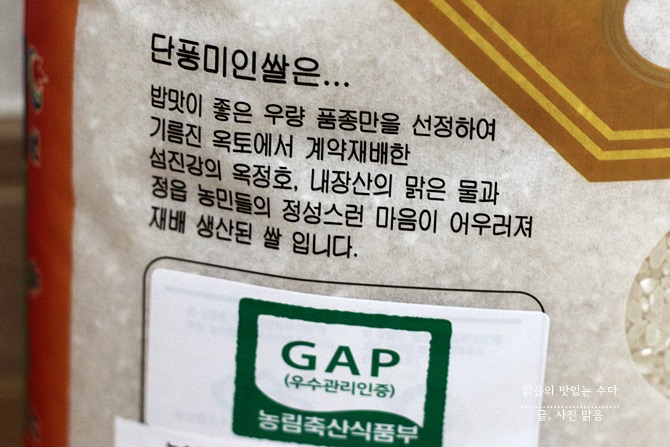 단풍미인쌀은...
밥맛이 좋은 우량 품종만을 선정하여
기름진 옥토에서 계약재배한
섬진강의 옥정호, 내장산의 맑은 물과
정읍 농민들의 정성스런 마음이 어우러져
재배 생산된 쌀 입니다.
GAP
(우수관리인증)
농림축산식품부
맑음의 맛있는 수다
글, 사진 맑음